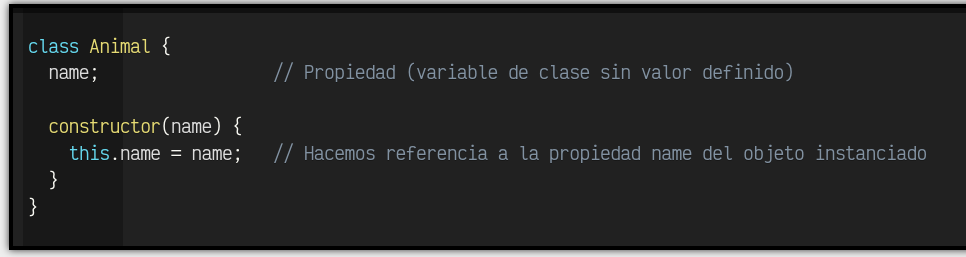 class Animal {
  name;                 // Propiedad (variable de clase sin valor definido)
  constructor(name) {
    this.name = name;   // Hacemos referencia a la propiedad name del objeto instanciado
  }
}